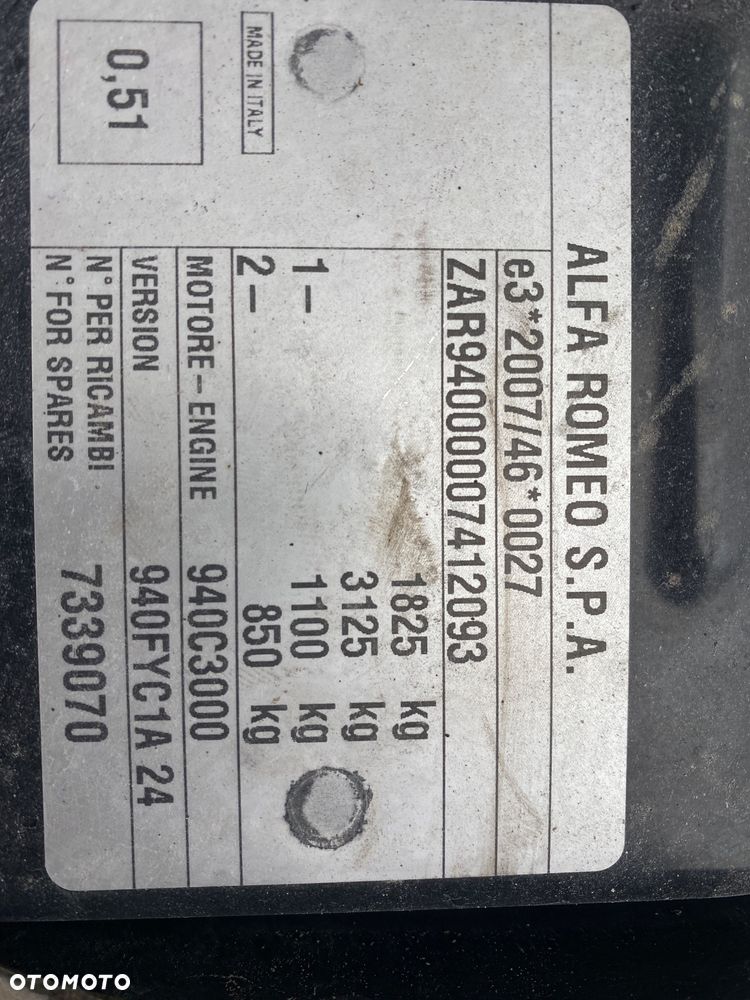 ALFA ROMEO S.P.A.
e3*2007/46*0027
ZAR94000007412093
1825 kg
3125 kg
1- 1100 kg
2- 850 kg
MOTORE-ENGINE 940C3000
VERSION 940FYC1A 24
N° PER RICAMBI
N° FOR SPARES
7339070
MADE IN ITALY
0,51
OTOMOTO